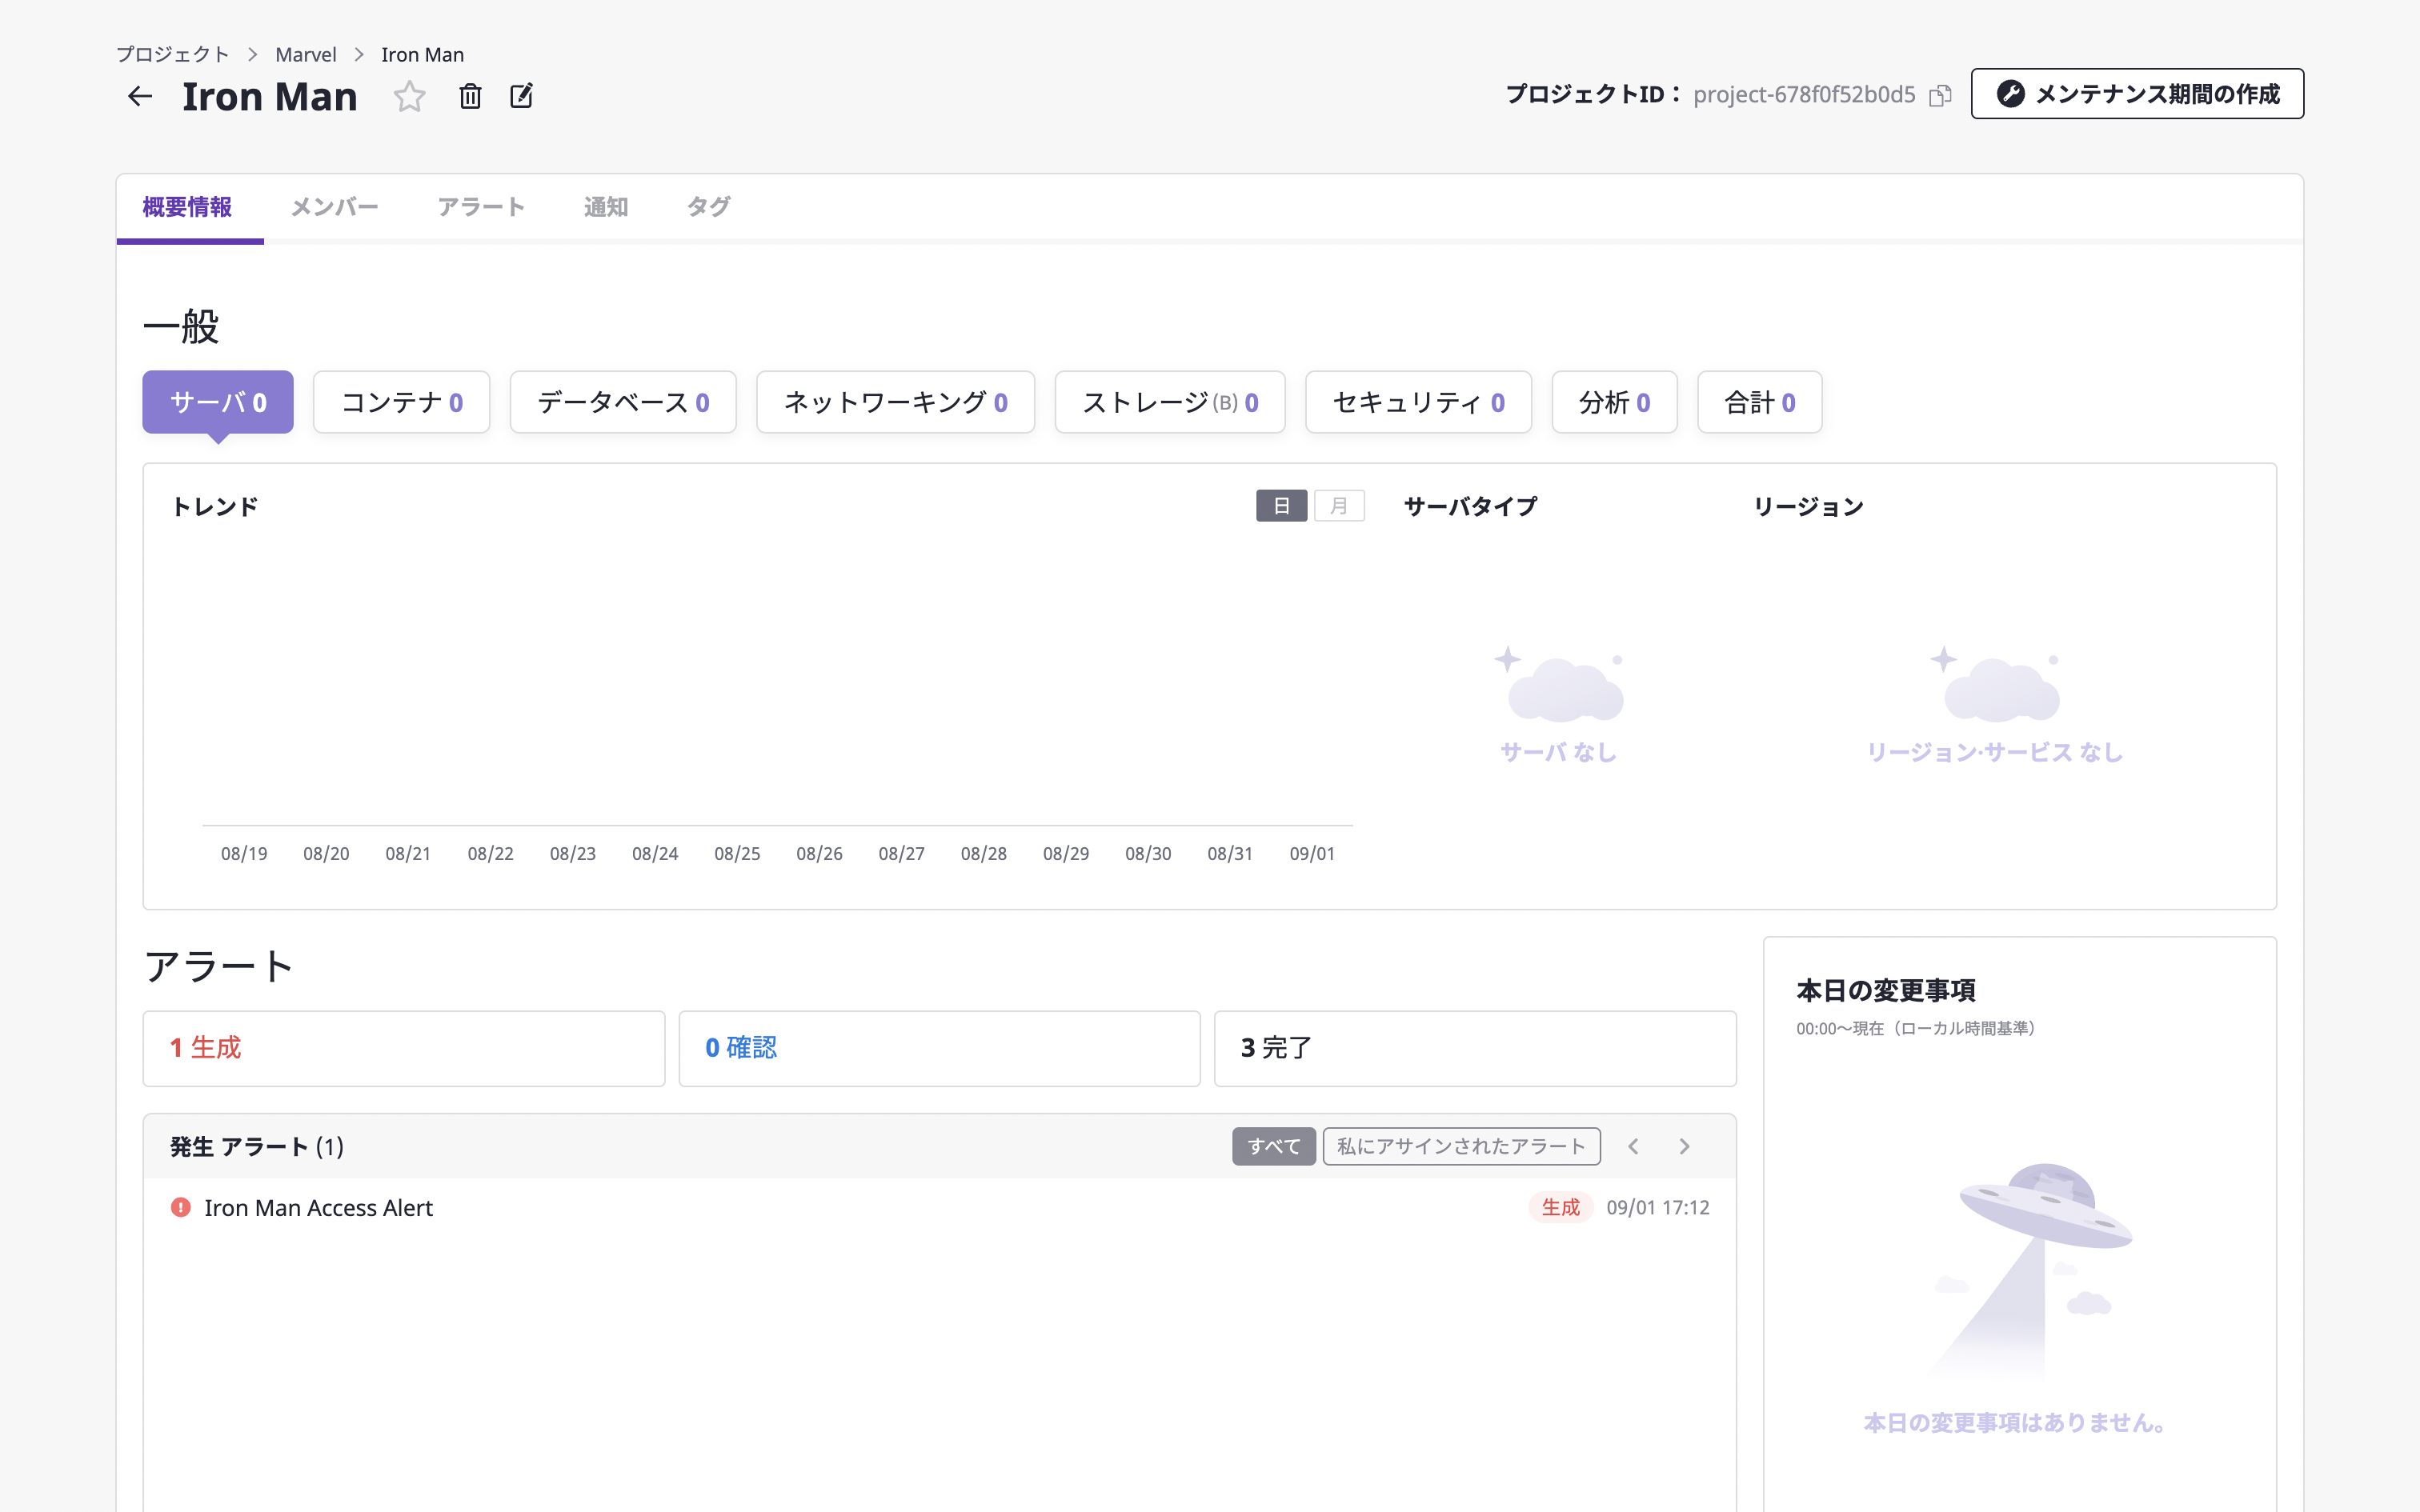 プロジェクト > Marvel > Iron Man
Iron Man
プロジェクトID： project-678f0f52b0d5
メンテナンス期間の作成
概要情報 メンバー アラート 通知 タグ
一般
サーバ 0 コンテナ 0 データベース 0 ネットワーキング 0 ストレージ (B) 0 セキュリティ 0 分析 0 合計 0
トレンド 日 月 サーバタイプ リージョン
サーバ なし リージョン·サービス なし
08/19 08/20 08/21 08/22 08/23 08/24 08/25 08/26 08/27 08/28 08/29 08/30 08/31 09/01
アラート
1 生成 0 確認 3 完了
発生 アラート (1) すべて 私にアサインされたアラート
Iron Man Access Alert 生成 09/01 17:12
本日の変更事項
00:00～現在（ローカル時間基準）
本日の変更事項はありません。